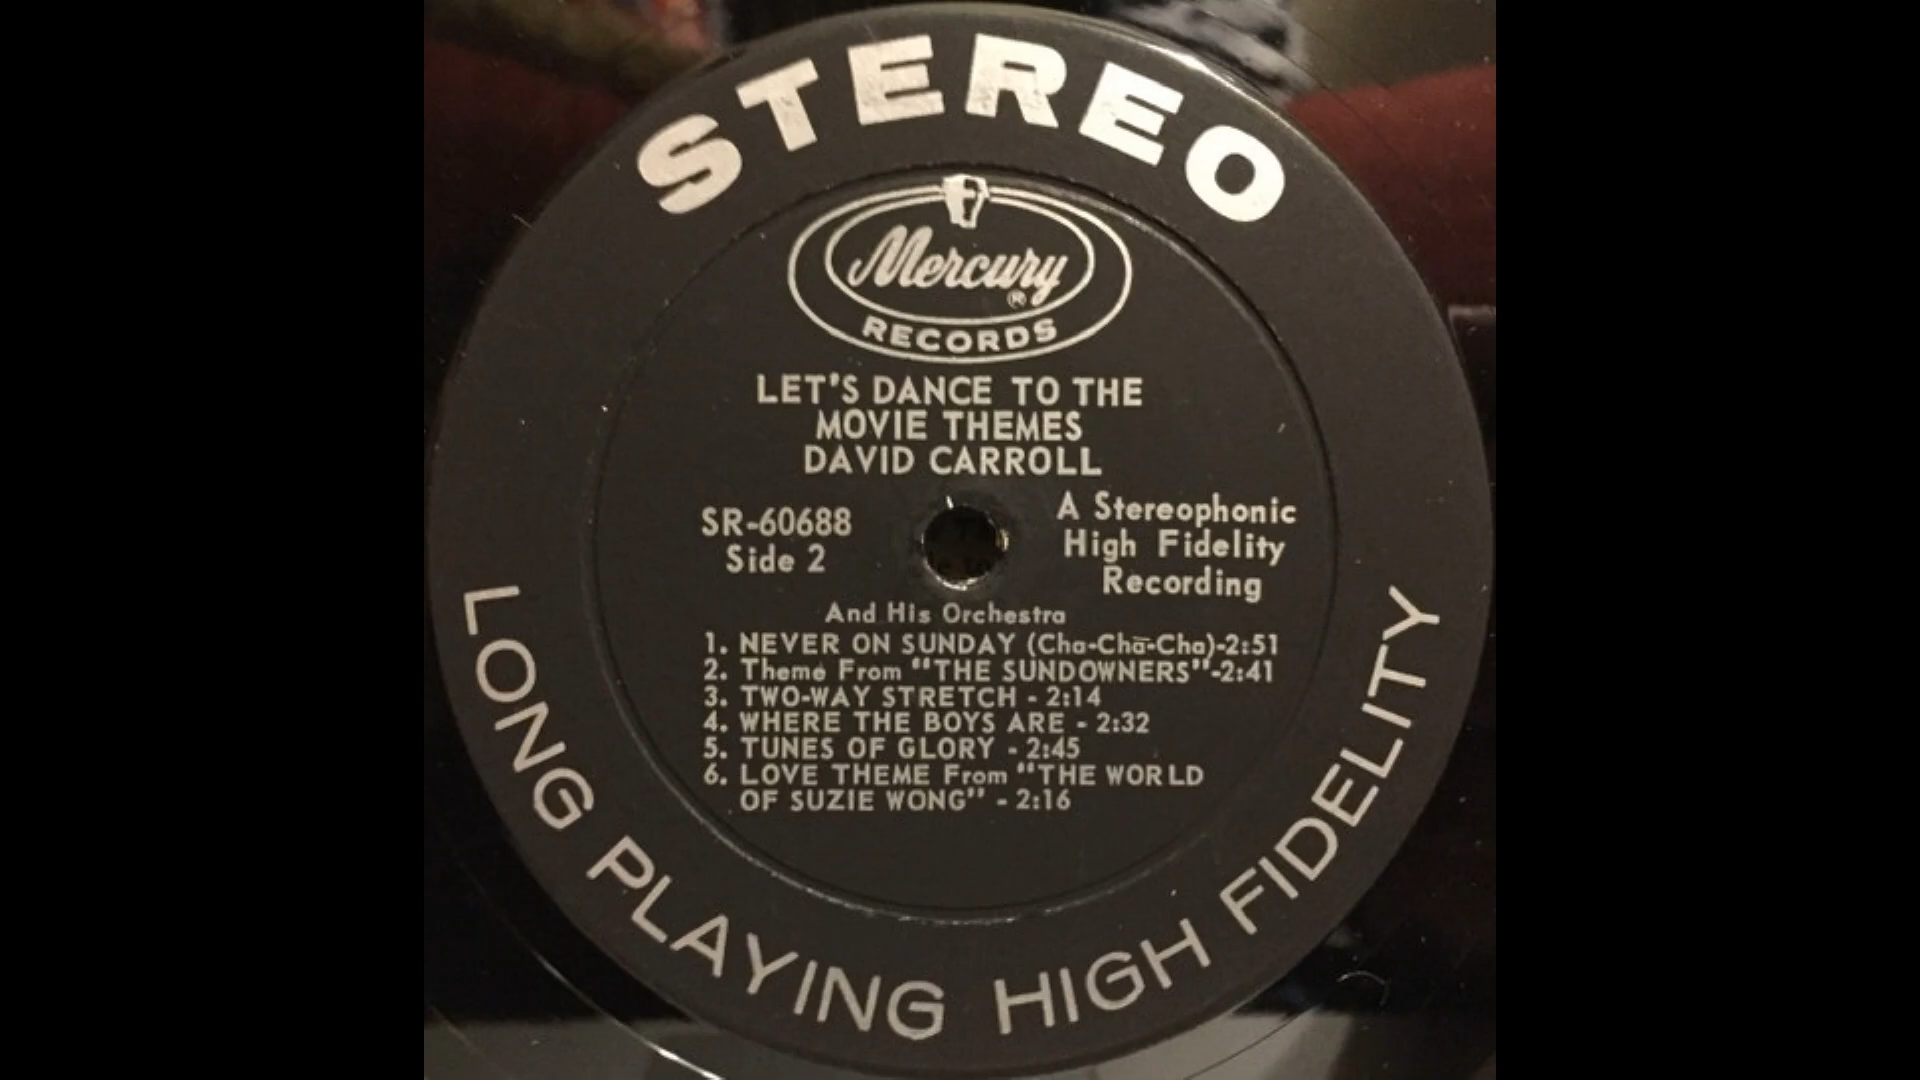 STEREO
Mercury
®
RECORDS
LET'S DANCE TO THE
MOVIE THEMES
DAVID CARROLL
SR-60688
Side 2
A Stereophonic
High Fidelity
Recording
And His Orchestra
1. NEVER ON SUNDAY (Cha-Cha-Cha)-2:51
2. Theme From "THE SUNDOWNERS"-2:41
3. TWO-WAY STRETCH - 2:14
4. WHERE THE BOYS ARE - 2:32
5. TUNES OF GLORY - 2:45
6. LOVE THEME From "THE WORLD
OF SUZIE WONG" - 2:16
LONG PLAYING HIGH FIDELITY